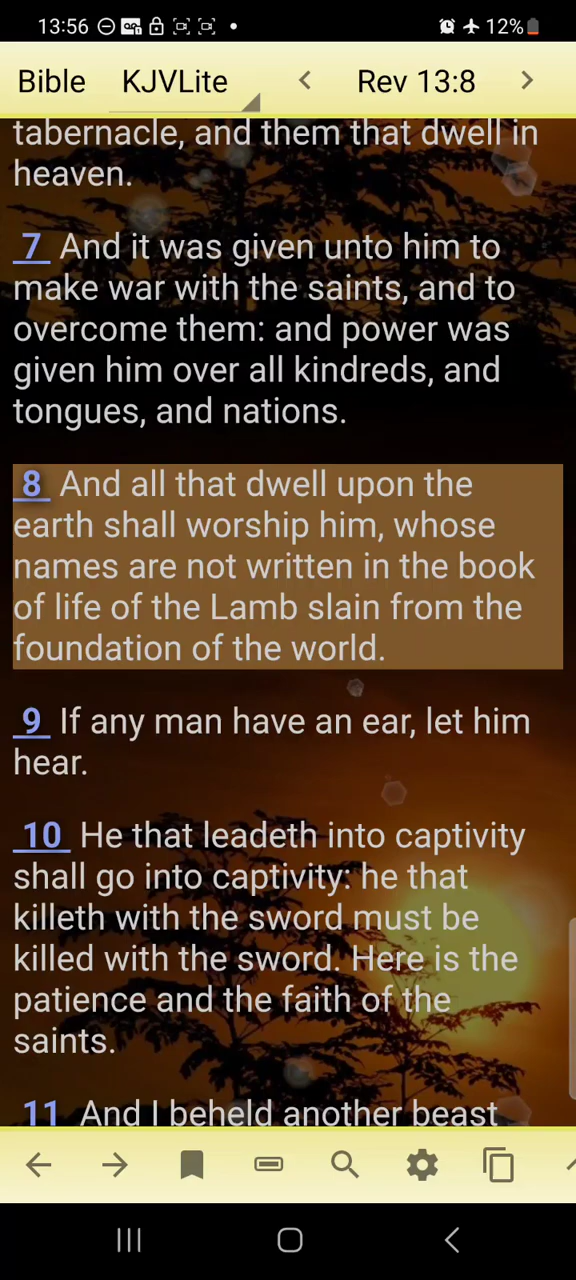 13:56 12%
Bible KJVLite < Rev 13:8 >
tabernacle, and them that dwell in
heaven.
7 And it was given unto him to
make war with the saints, and to
overcome them: and power was
given him over all kindreds, and
tongues, and nations.
8 And all that dwell upon the
earth shall worship him, whose
names are not written in the book
of life of the Lamb slain from the
foundation of the world.
9 If any man have an ear, let him
hear.
10 He that leadeth into captivity
shall go into captivity: he that
killeth with the sword must be
killed with the sword. Here is the
patience and the faith of the
saints.
11 And I beheld another beast